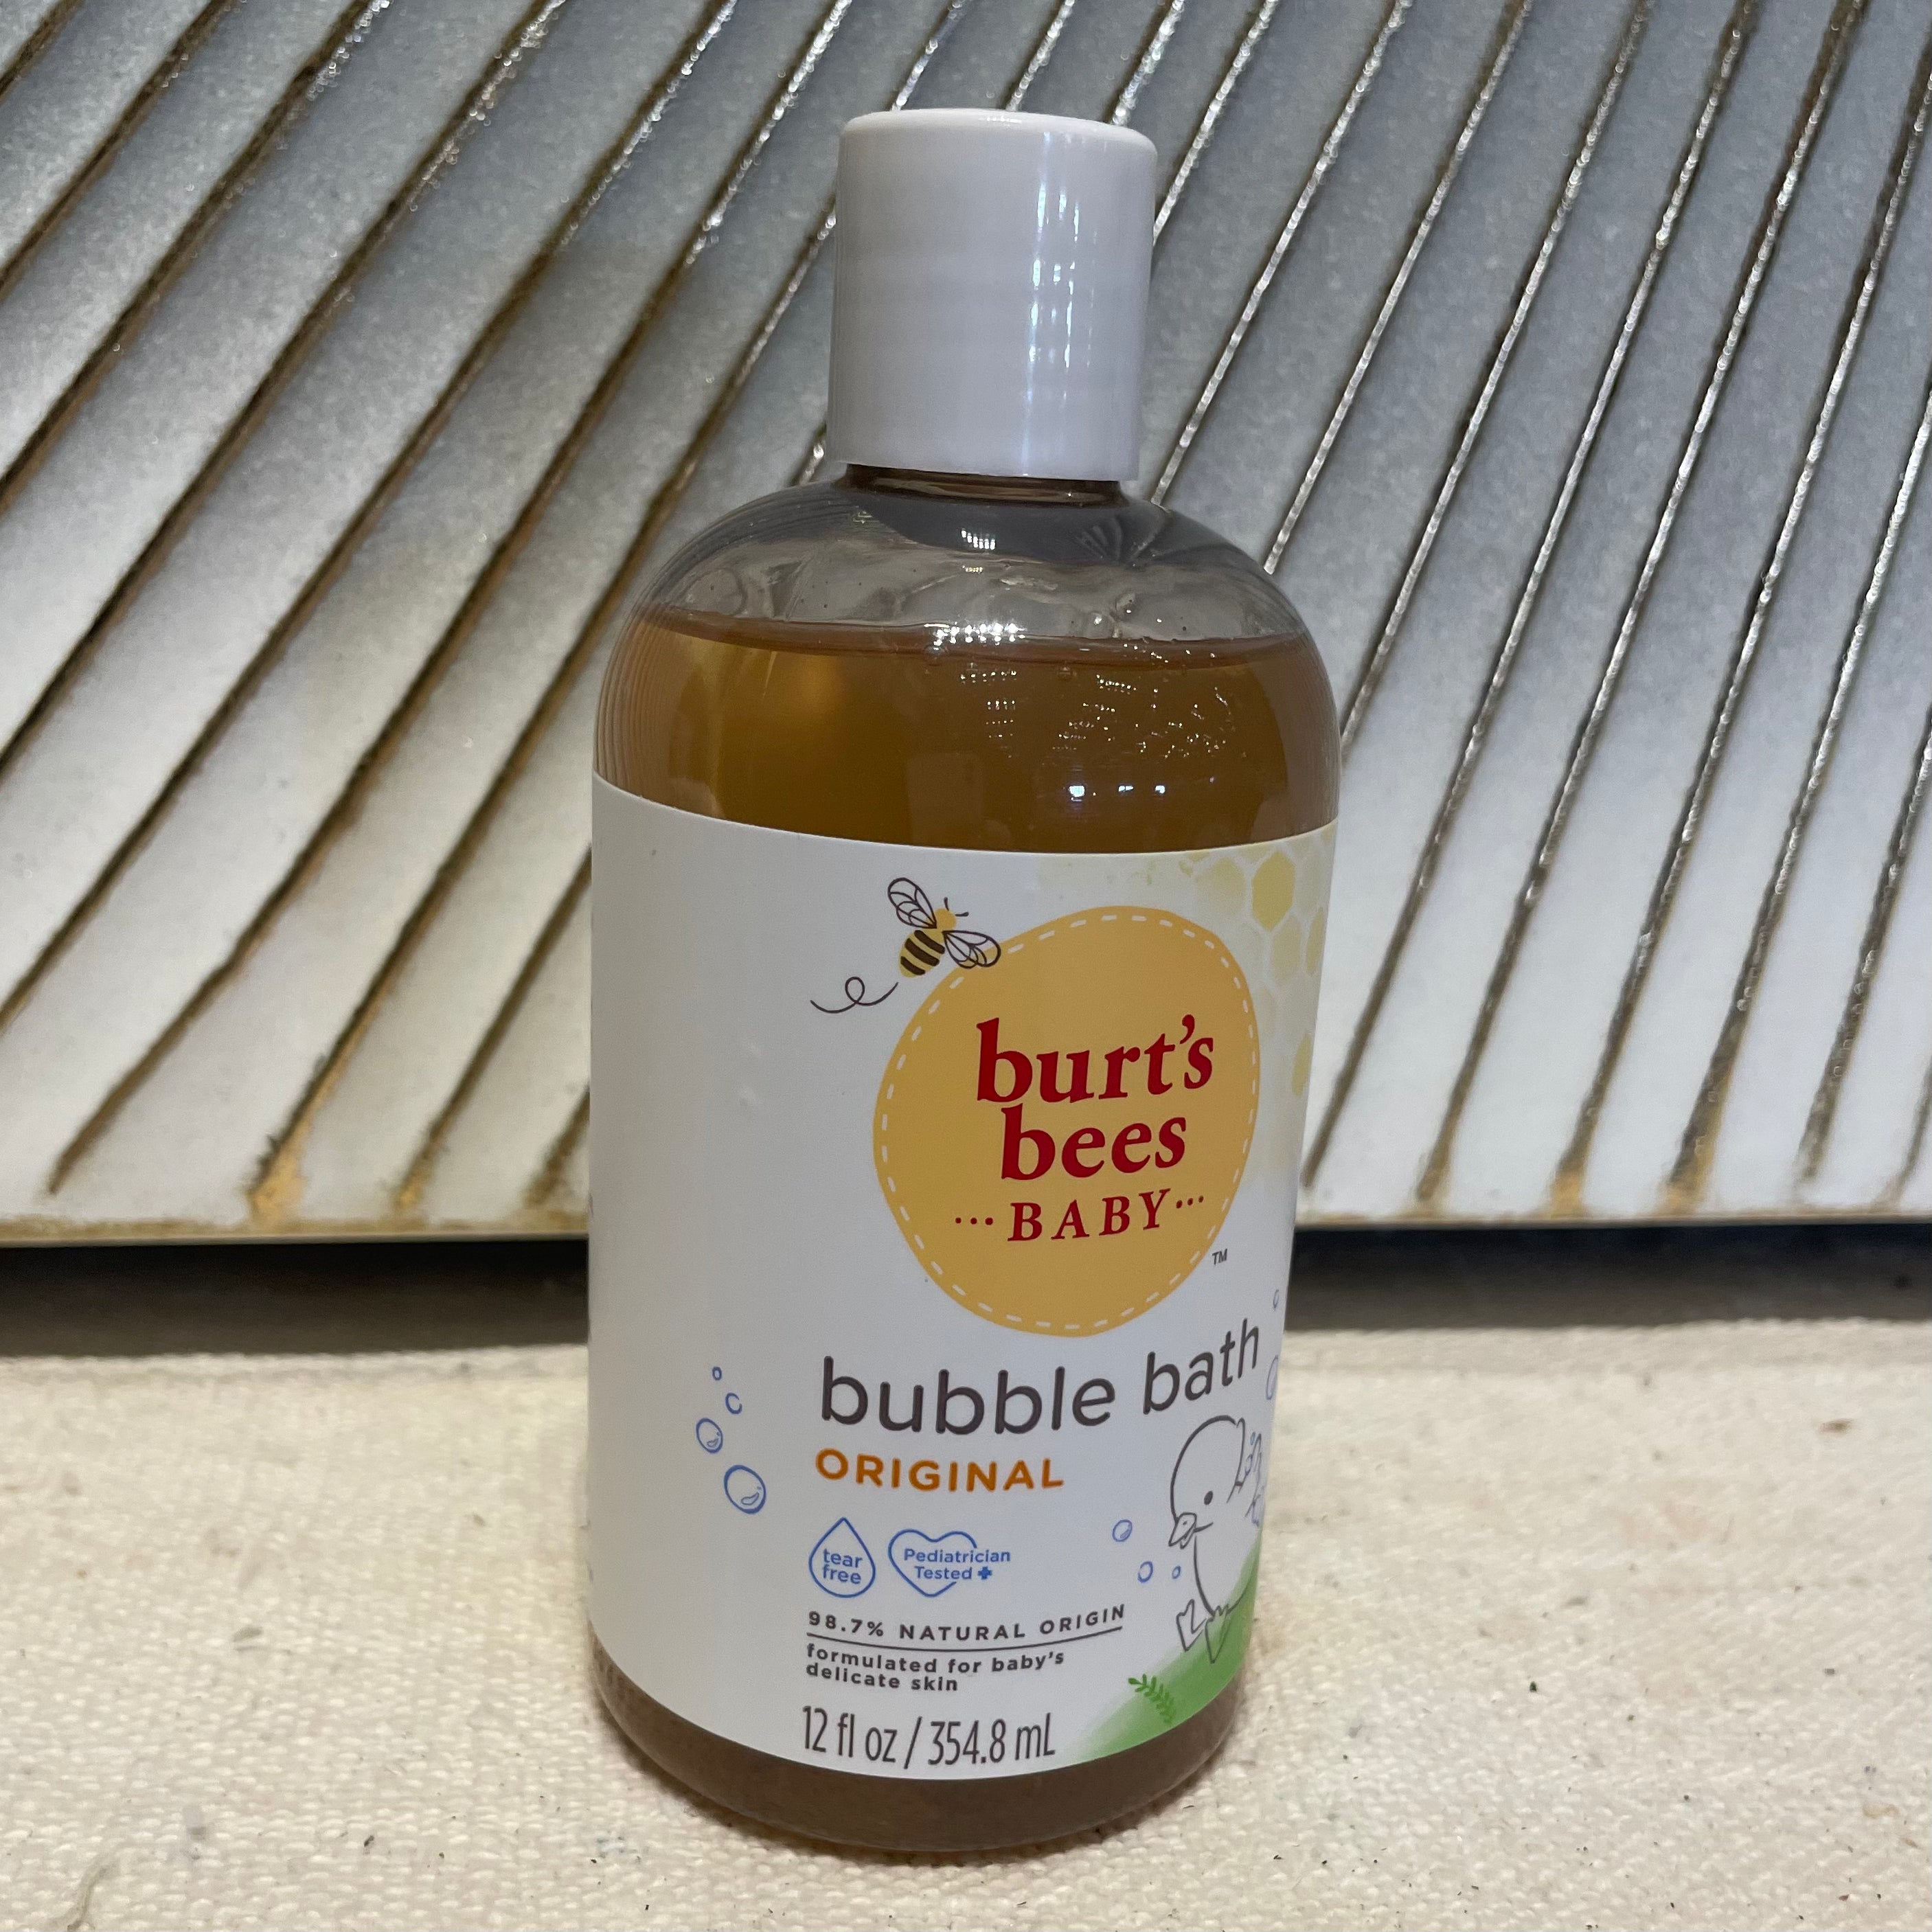 burt's
bees
···BABY···
™
bubble bath
ORIGINAL
tear
free
Pediatrician
Tested
98.7% NATURAL ORIGIN
formulated for baby's
delicate skin
12 fl oz / 354.8 mL